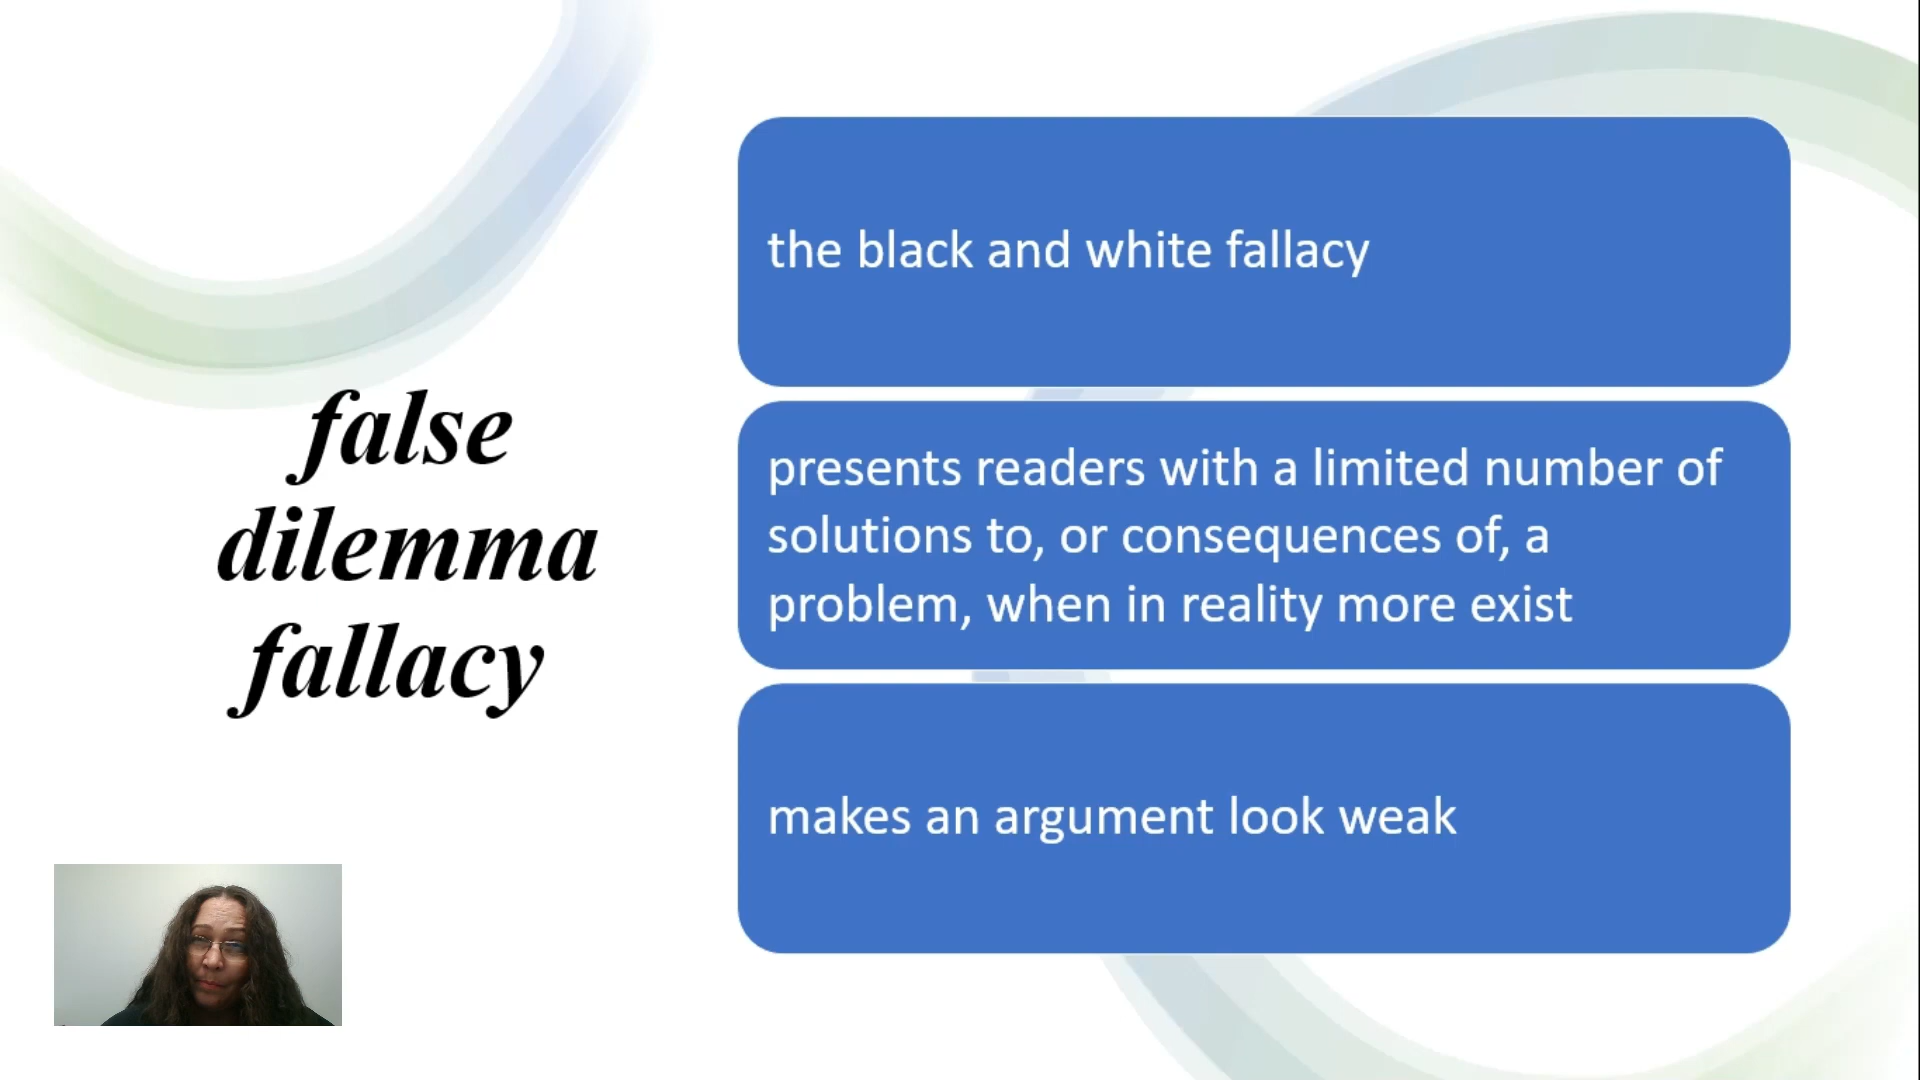 false
dilemma
fallacy
the black and white fallacy
presents readers with a limited number of
solutions to, or consequences of, a
problem, when in reality more exist
makes an argument look weak